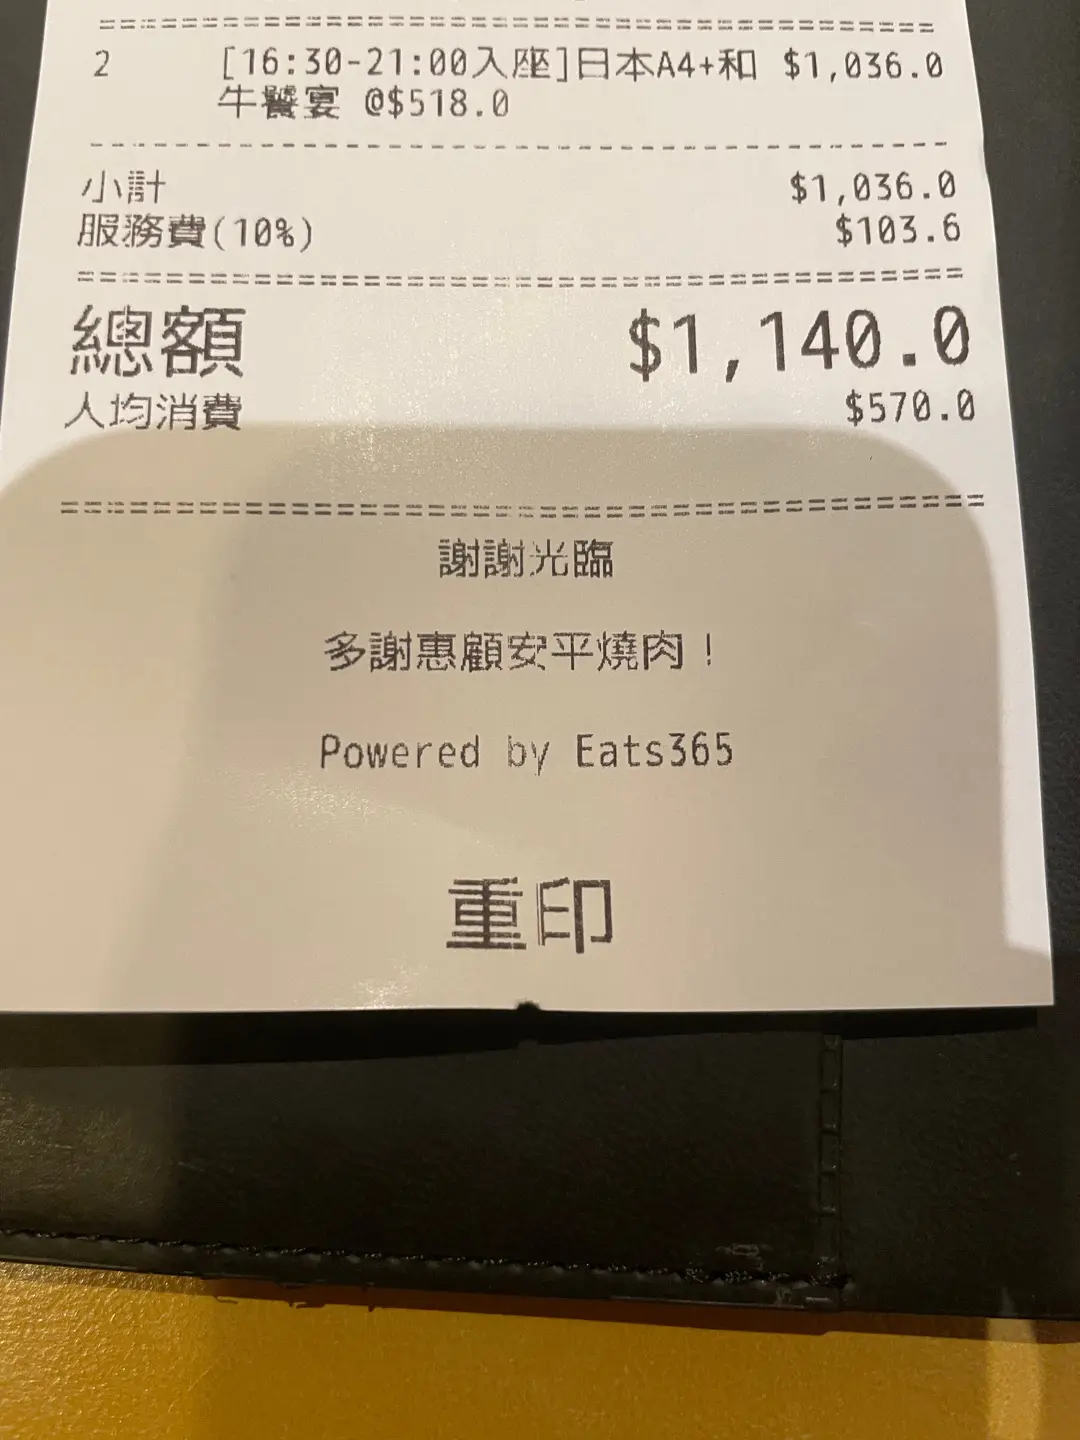 2 [16:30-21:00入座]日本A4+和 $1,036.0
牛饗宴 @$518.0
小計 $1,036.0
服務費(10%) $103.6
總額 $1,140.0
人均消費 $570.0
謝謝光臨
多謝惠顧安平燒肉！
Powered by Eats365
重印